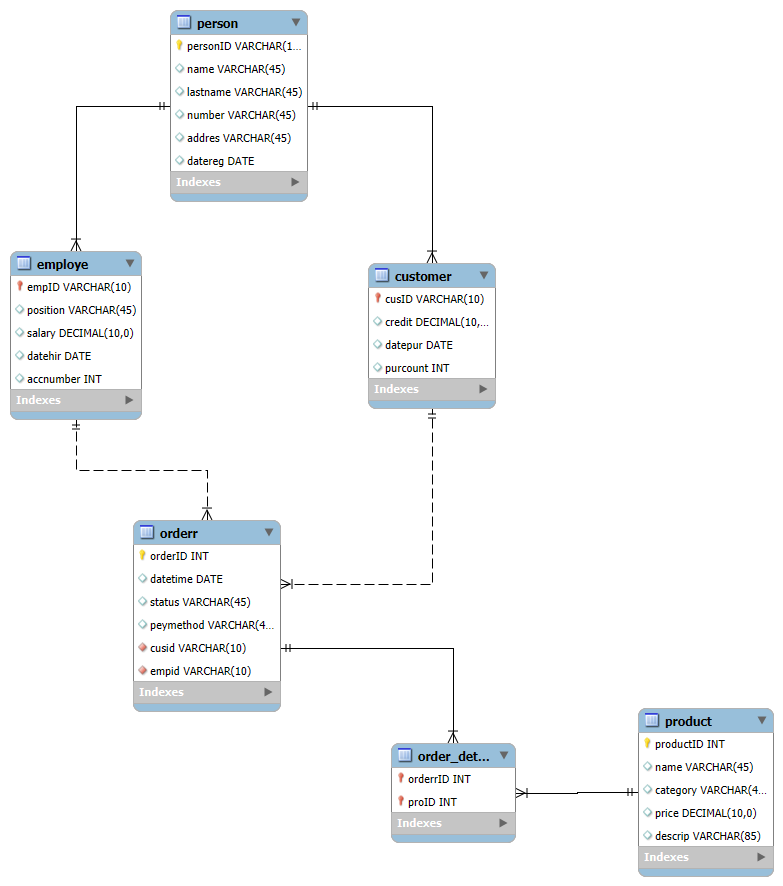 person
personID VARCHAR(1...
name VARCHAR(45)
lastname VARCHAR(45)
number VARCHAR(45)
addres VARCHAR(45)
datereg DATE
Indexes
employe
empID VARCHAR(10)
position VARCHAR(45)
salary DECIMAL(10,0)
datehir DATE
accnumber INT
Indexes
customer
cusID VARCHAR(10)
credit DECIMAL(10,...
datepur DATE
purcount INT
Indexes
orderr
orderID INT
datetime DATE
status VARCHAR(45)
peymethod VARCHAR(4...
cusid VARCHAR(10)
empid VARCHAR(10)
Indexes
order_det...
orderrID INT
proID INT
Indexes
product
productID INT
name VARCHAR(45)
category VARCHAR(4...
price DECIMAL(10,0)
descrip VARCHAR(85)
Indexes